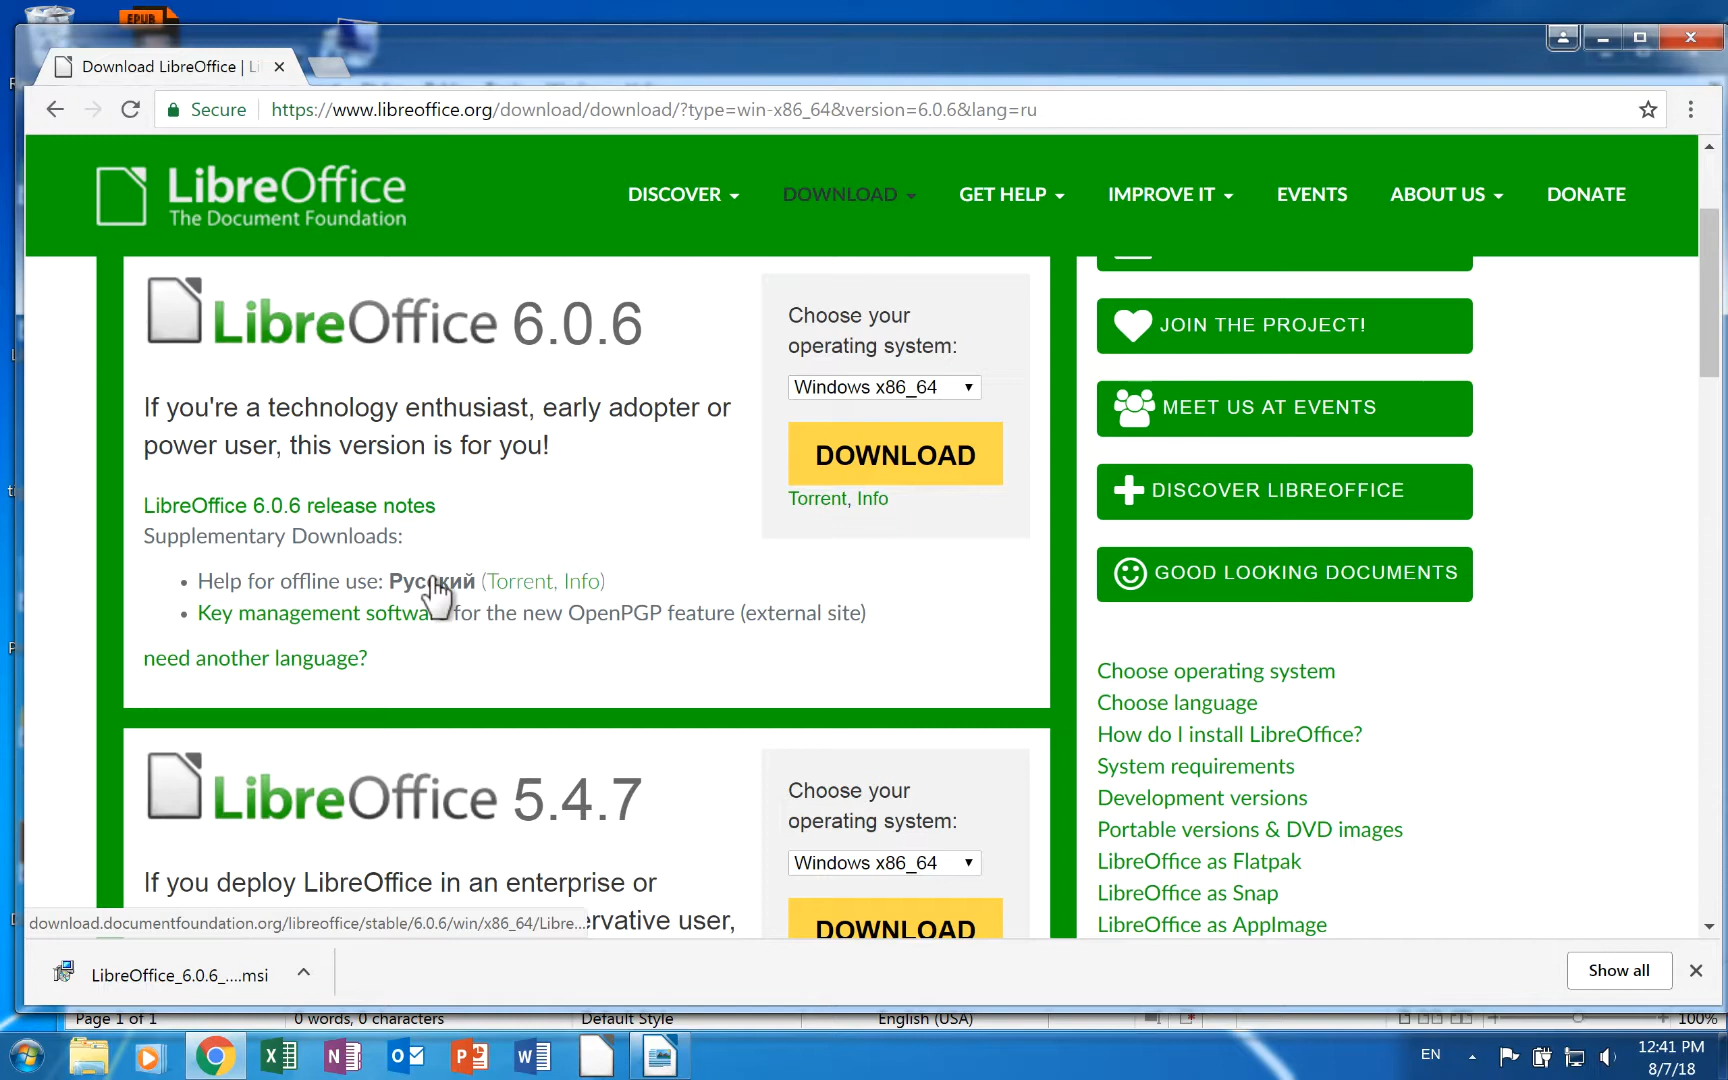 EPUB
Download LibreOffice | Li
Secure
https://www.libreoffice.org/download/download/?type=win-x86_64&version=6.0.6&lang=ru
LibreOffice
The Document Foundation
DISCOVER
DOWNLOAD
GET HELP
IMPROVE IT
EVENTS
ABOUT US
DONATE
LibreOffice 6.0.6
If you're a technology enthusiast, early adopter or
power user, this version is for you!
LibreOffice 6.0.6 release notes
Supplementary Downloads:
Help for offline use: Русский (Torrent, Info)
Key management software for the new OpenPGP feature (external site)
need another language?
Choose your
operating system:
Windows x86_64
DOWNLOAD
Torrent, Info
LibreOffice 5.4.7
If you deploy LibreOffice in an enterprise or
ervative user,
Choose your
operating system:
Windows x86_64
DOWNLOAD
JOIN THE PROJECT!
MEET US AT EVENTS
DISCOVER LIBREOFFICE
GOOD LOOKING DOCUMENTS
Choose operating system
Choose language
How do I install LibreOffice?
System requirements
Development versions
Portable versions & DVD images
LibreOffice as Flatpak
LibreOffice as Snap
LibreOffice as AppImage
download.documentfoundation.org/libreoffice/stable/6.0.6/win/x86_64/Libre...
LibreOffice_6.0.6_....msi
Show all
Page 1 of 1
0 words, 0 characters
Default Style
English (USA)
100%
EN
12:41 PM
8/7/18